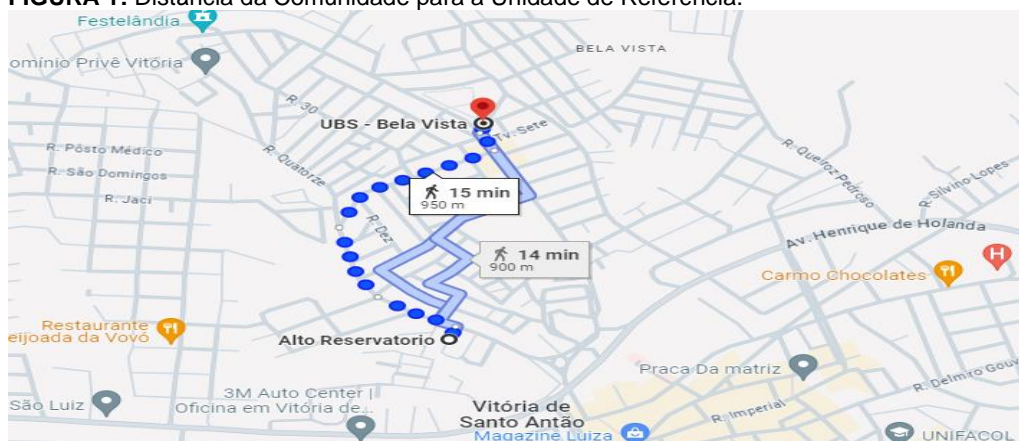 FIGURA 1: Distância da Comunidade para a Unidade de Referência.
Festelândia
omínio Privê Vitória
BELA VISTA
R. 30
UBS - Bela Vista
Tv. Sete
R. Pôsto Médico
R. Quatorze
R. São Domingos
R. Jaci
15 min
950 m
R. Dez
R. Queiroz Pedroso
R. Silvino Lopes
Av. Henrique de Holanda
H
14 min
900 m
Carmo Chocolates
Restaurante
eijoada da Vovó
Alto Reservatorio
Praca Da matriz
R. Delmiro Gouv
3M Auto Center |
Oficina em Vitória de...
São Luiz
Vitória de
Santo Antão
R. Imperial
Magazine Luiza
UNIFACOL